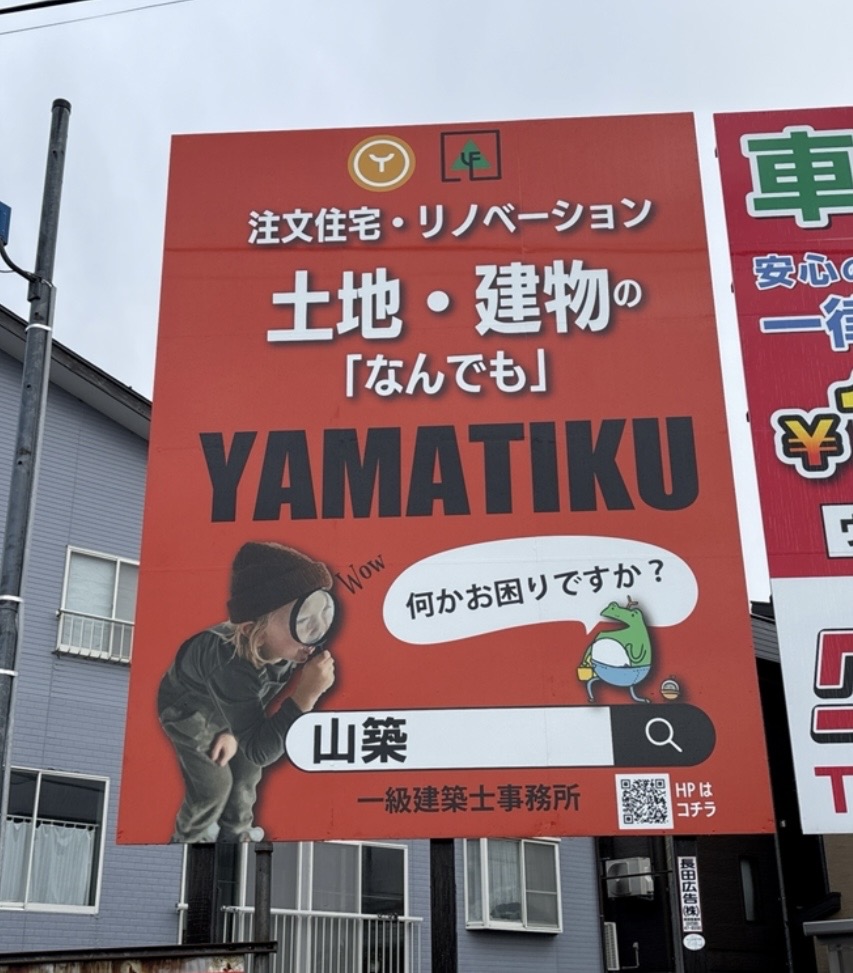 注文住宅・リノベーション
土地・建物の
「なんでも」
YAMATIKU
Wow
何かお困りですか？
山築
一級建築士事務所
HPは
コチラ
車
安心の
一律
¥
長田広告(株)